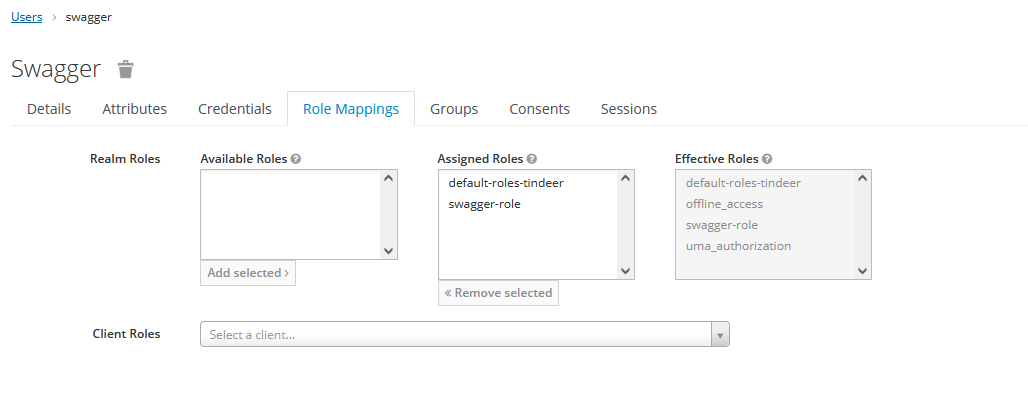 Users › swagger
Swagger
Details Attributes Credentials Role Mappings Groups Consents Sessions
Realm Roles Available Roles ? Assigned Roles ? Effective Roles ?
default-roles-tindeer default-roles-tindeer
offline_access
swagger-role swagger-role
uma_authorization
Add selected ›
« Remove selected
Client Roles Select a client...